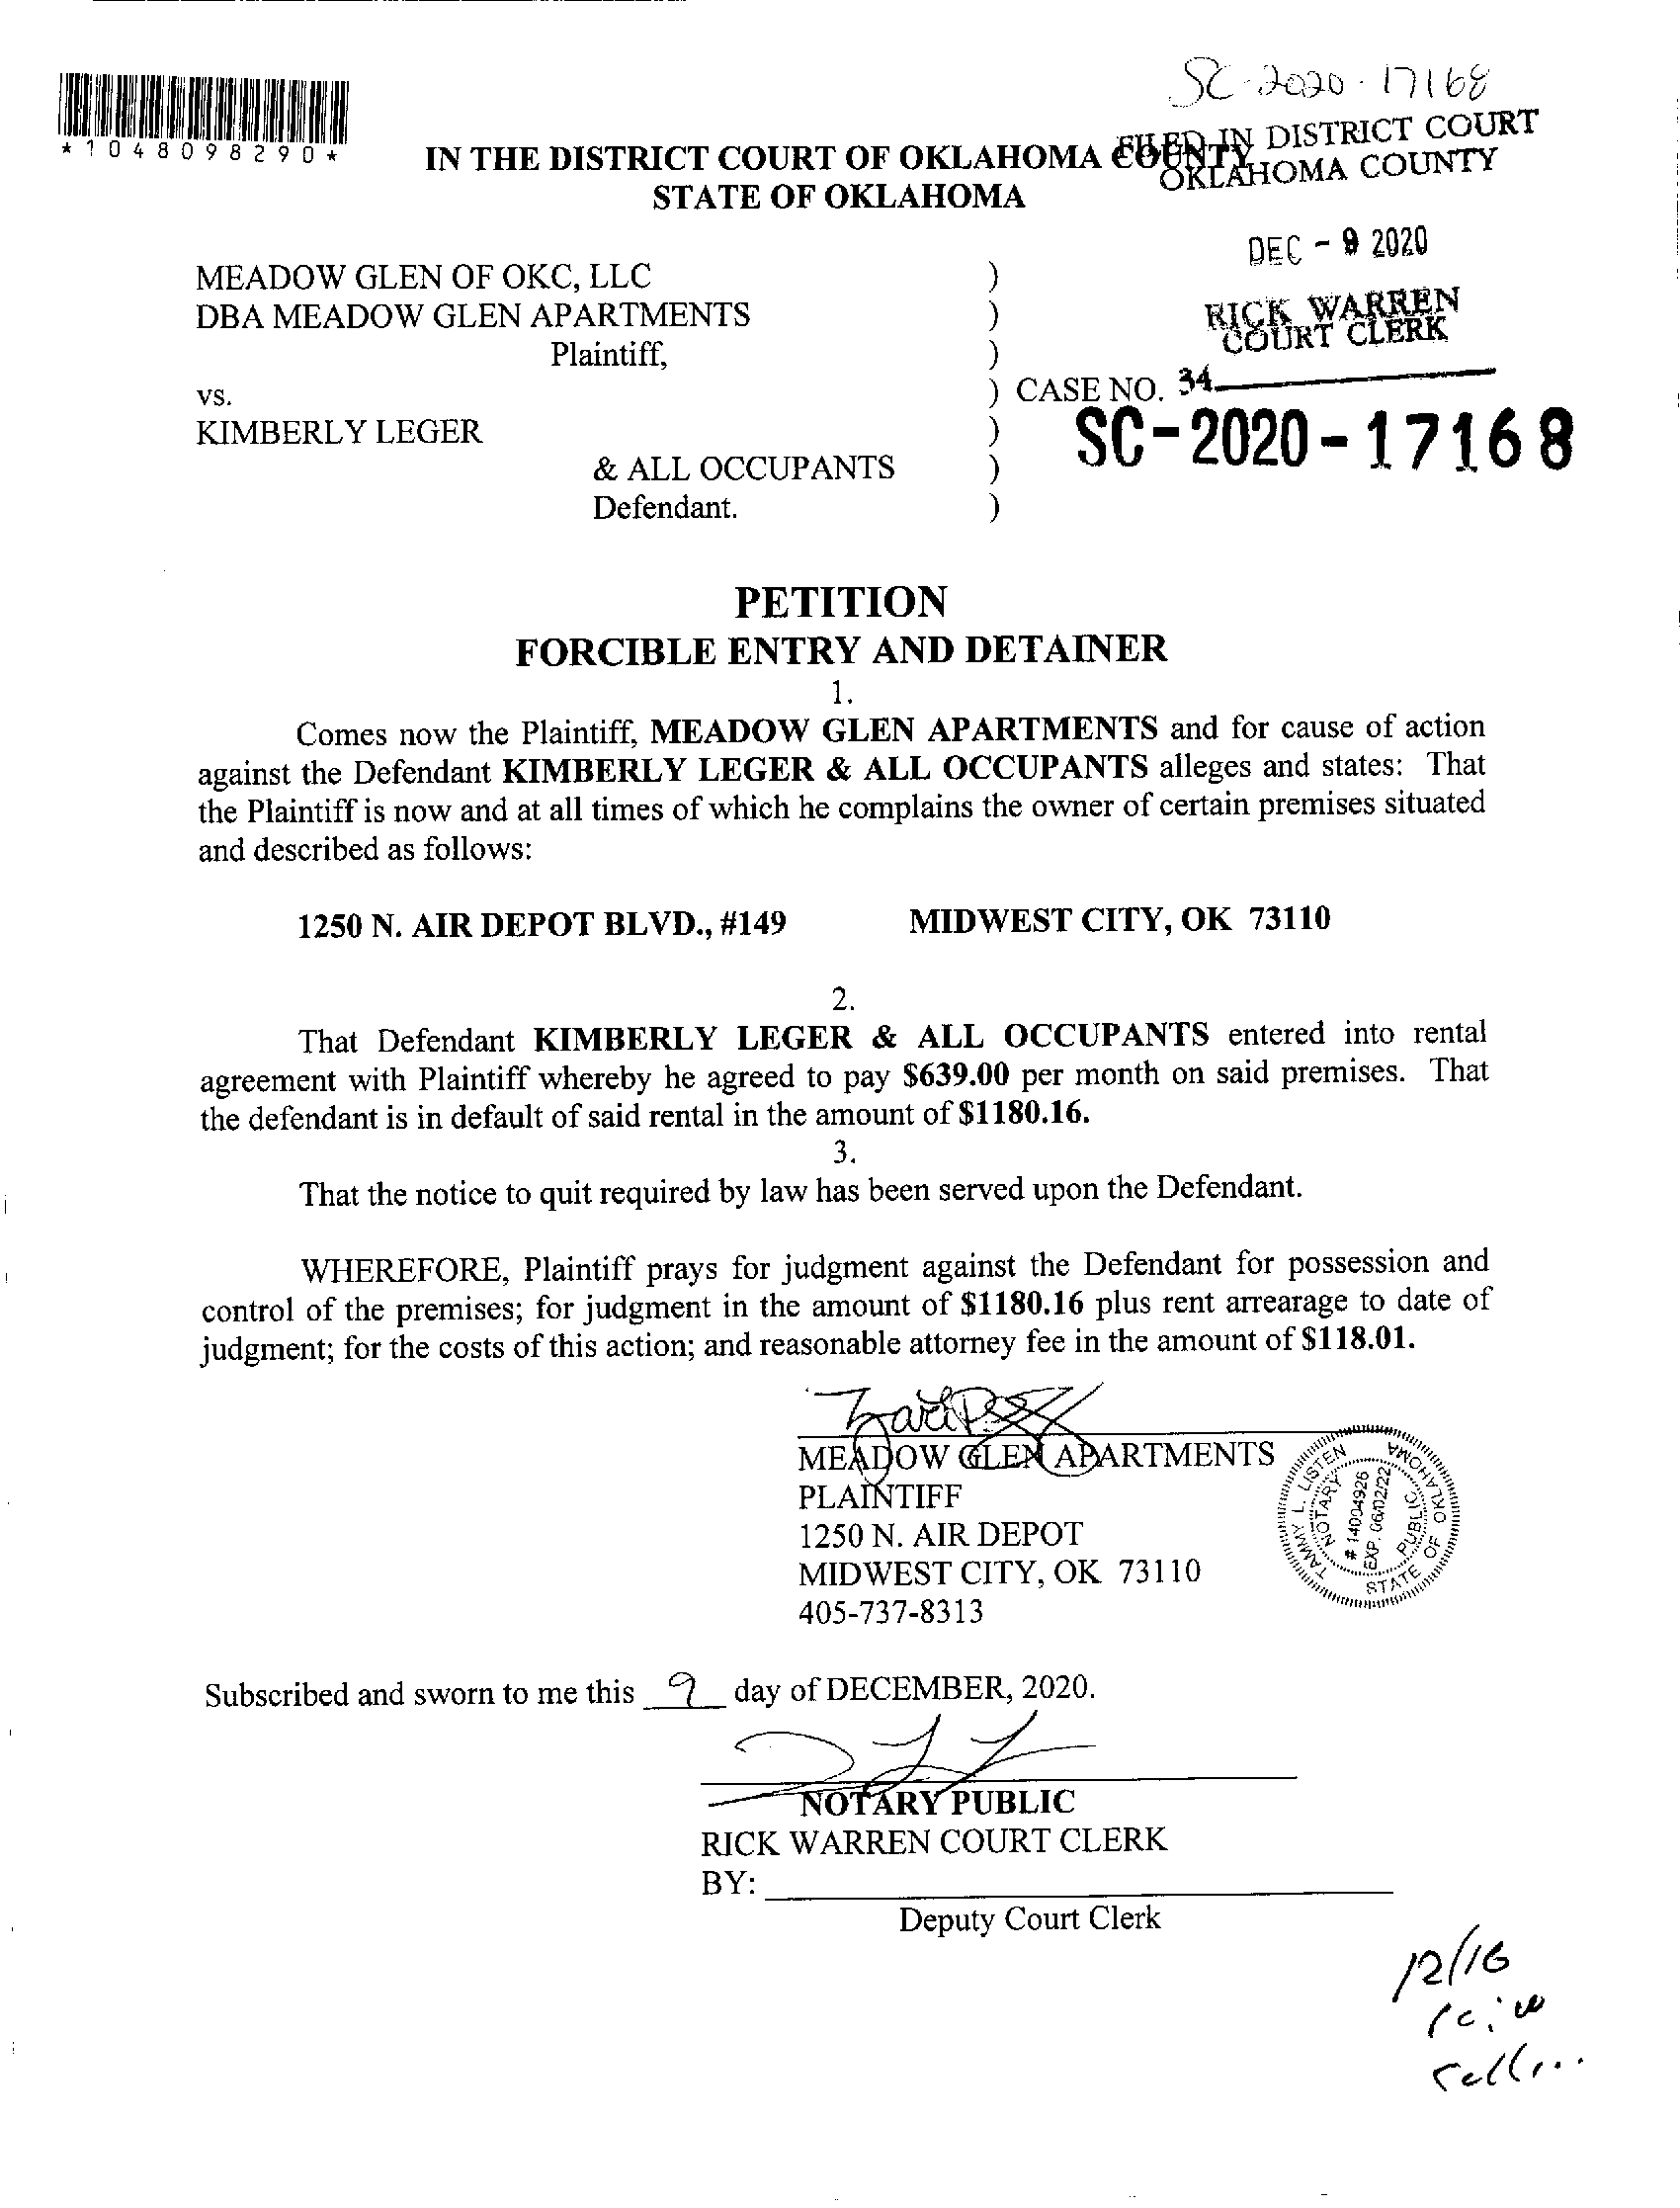 SC-2020-17168
*1048098290*
IN THE DISTRICT COURT OF OKLAHOMA COUNTY
STATE OF OKLAHOMA
FILED IN DISTRICT COURT
OKLAHOMA COUNTY
DEC - 9 2020
RICK WARREN
COURT CLERK
34
MEADOW GLEN OF OKC, LLC )
DBA MEADOW GLEN APARTMENTS )
Plaintiff, )
vs. ) CASE NO.
SC-2020-17168
KIMBERLY LEGER )
& ALL OCCUPANTS )
Defendant. )
PETITION
FORCIBLE ENTRY AND DETAINER
1.
Comes now the Plaintiff, MEADOW GLEN APARTMENTS and for cause of action
against the Defendant KIMBERLY LEGER & ALL OCCUPANTS alleges and states: That
the Plaintiff is now and at all times of which he complains the owner of certain premises situated
and described as follows:
1250 N. AIR DEPOT BLVD., #149 MIDWEST CITY, OK 73110
2.
That Defendant KIMBERLY LEGER & ALL OCCUPANTS entered into rental
agreement with Plaintiff whereby he agreed to pay $639.00 per month on said premises. That
the defendant is in default of said rental in the amount of $1180.16.
3.
That the notice to quit required by law has been served upon the Defendant.
WHEREFORE, Plaintiff prays for judgment against the Defendant for possession and
control of the premises; for judgment in the amount of $1180.16 plus rent arrearage to date of
judgment; for the costs of this action; and reasonable attorney fee in the amount of $118.01.
MEADOW GLEN APARTMENTS
PLAINTIFF
1250 N. AIR DEPOT
MIDWEST CITY, OK 73110
405-737-8313
TAMMY L. LISTEN
NOTARY
# 14004926
EXP. 06/02/22
PUBLIC
STATE OF OKLAHOMA
Subscribed and sworn to me this 9 day of DECEMBER, 2020.
NOTARY PUBLIC
RICK WARREN COURT CLERK
BY:
Deputy Court Clerk
12/16